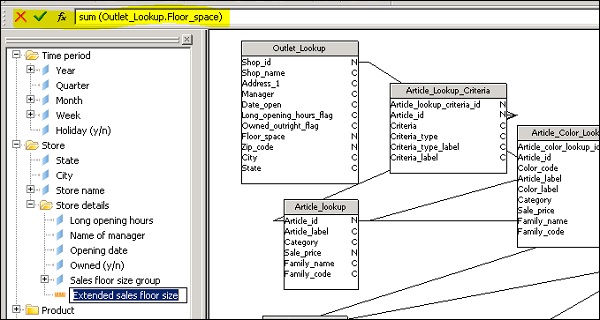 sum (Outlet_Lookup.Floor_space)
Time period
Year
Quarter
Month
Week
Holiday (y/n)
Store
State
City
Store name
Store details
Long opening hours
Name of manager
Opening date
Owned (y/n)
Sales floor size group
Extended sales floor size
Product
Outlet_Lookup
Shop_id N
Shop_name C
Address_1 C
Manager C
Date_open C
Long_opening_hours_flag C
Owned_outright_flag C
Floor_space N
Zip_code C
City C
State C
Article_Lookup_Criteria
Article_lookup_criteria_id N
Article_id N
Criteria C
Criteria_type C
Criteria_type_label C
Criteria_label C
Article_Color_Lookup
Article_color_lookup_id
Article_id
Color_code
Article_label
Color_label
Category
Sale_price
Family_name
Family_code
Article_lookup
Article_id N
Article_label C
Category C
Sale_price N
Family_name C
Family_code C